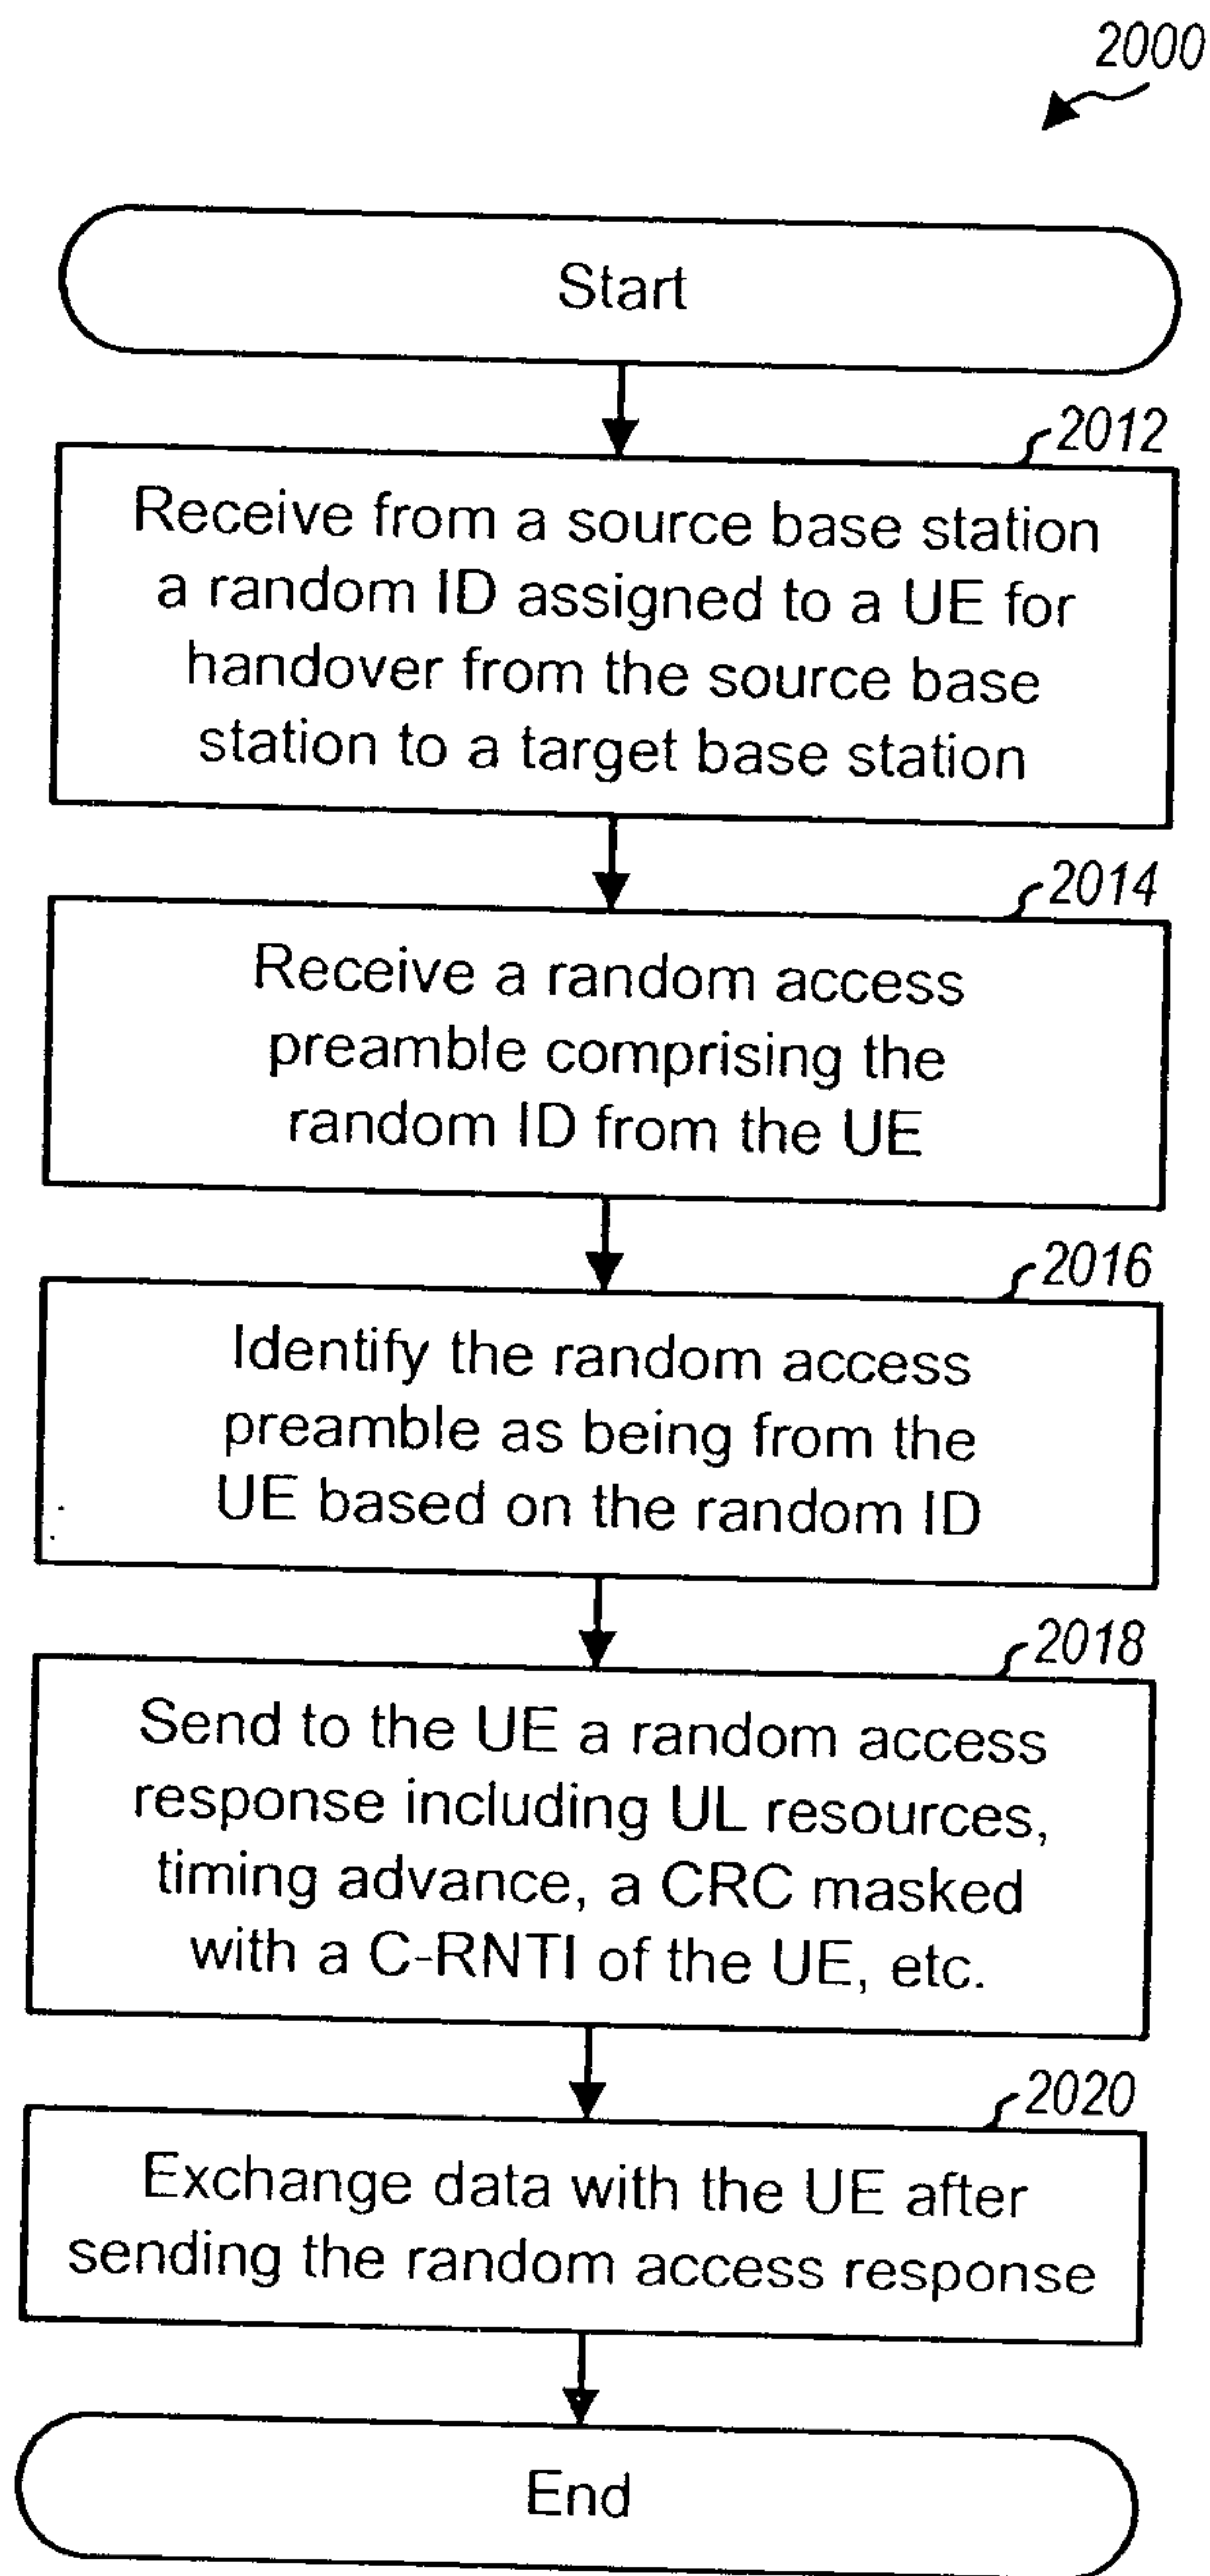 2000
Start
2012
Receive from a source base station
a random ID assigned to a UE for
handover from the source base
station to a target base station
2014
Receive a random access
preamble comprising the
random ID from the UE
2016
Identify the random access
preamble as being from the
UE based on the random ID
2018
Send to the UE a random access
response including UL resources,
timing advance, a CRC masked
with a C-RNTI of the UE, etc.
2020
Exchange data with the UE after
sending the random access response
End